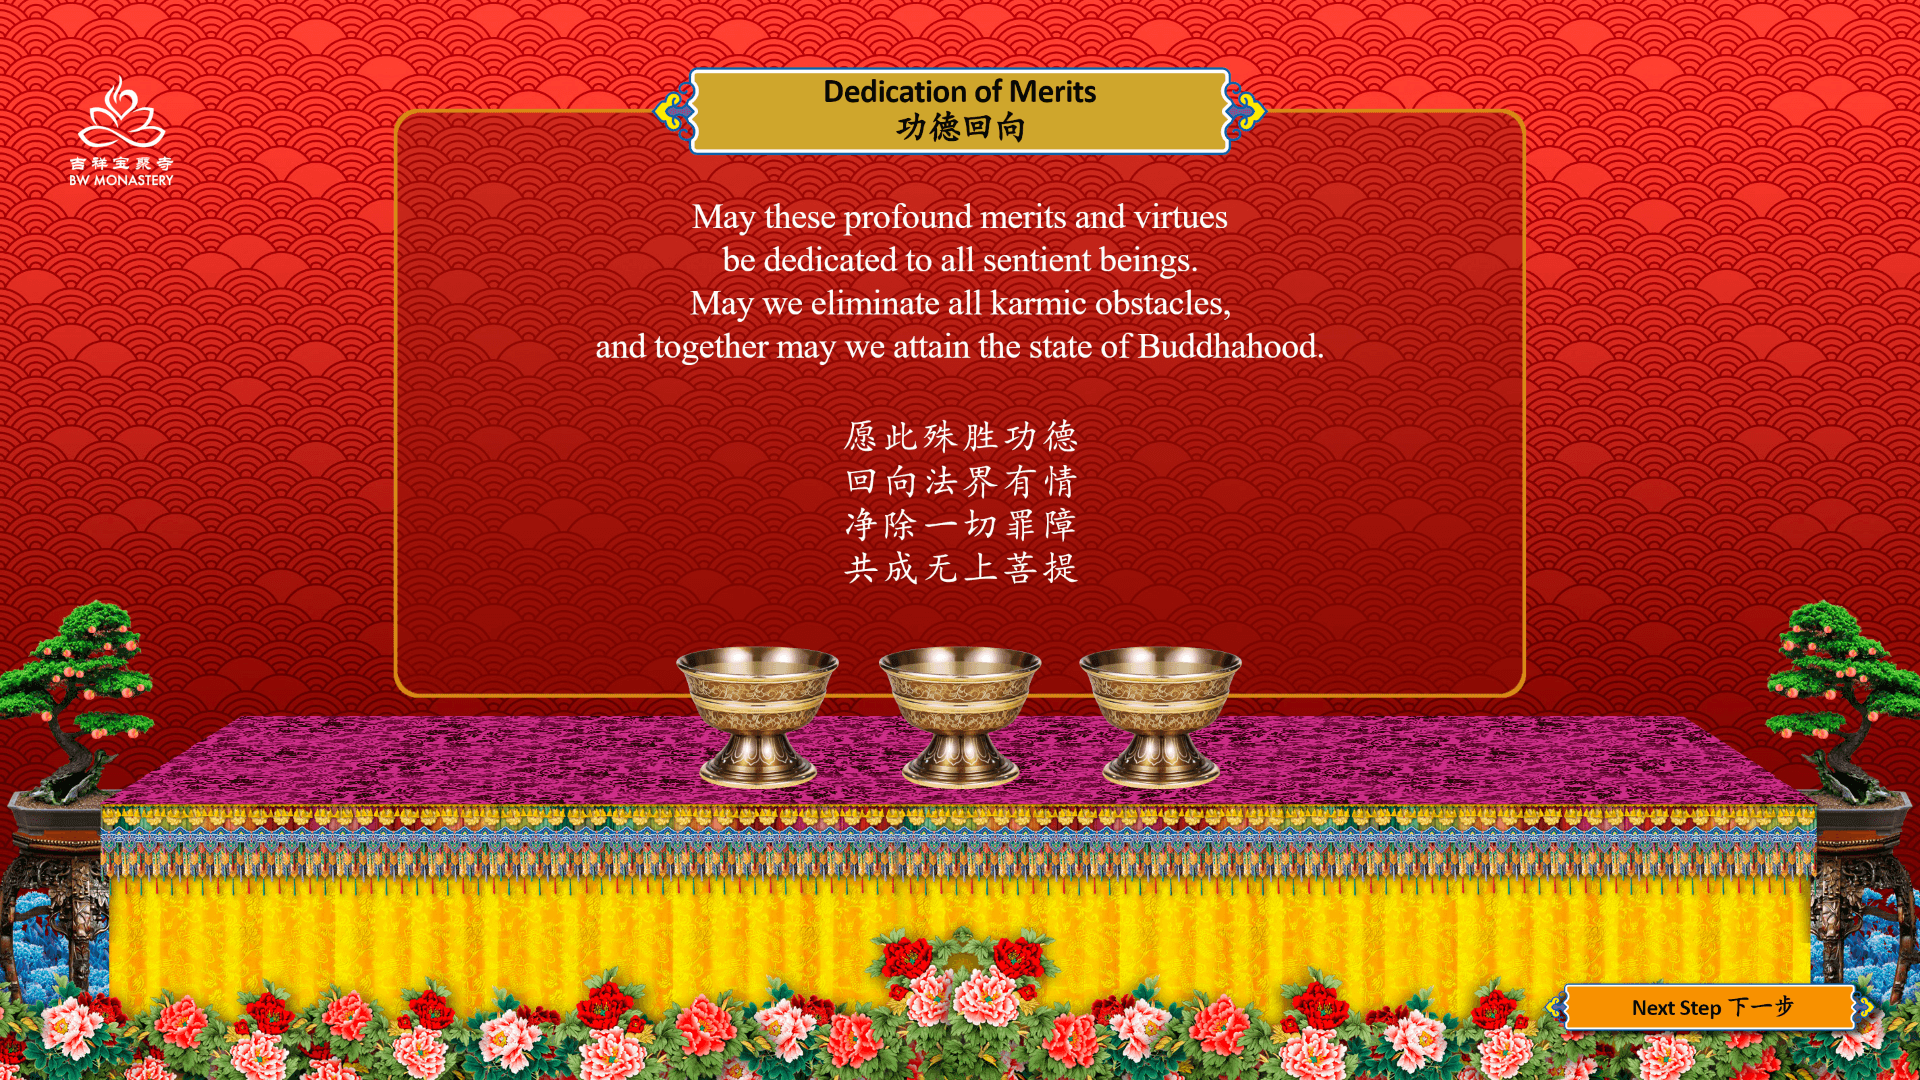 吉祥宝聚寺
BW MONASTERY
Dedication of Merits
功德回向
May these profound merits and virtues
be dedicated to all sentient beings.
May we eliminate all karmic obstacles,
and together may we attain the state of Buddhahood.
愿此殊胜功德
回向法界有情
净除一切罪障
共成无上菩提
Next Step 下一步